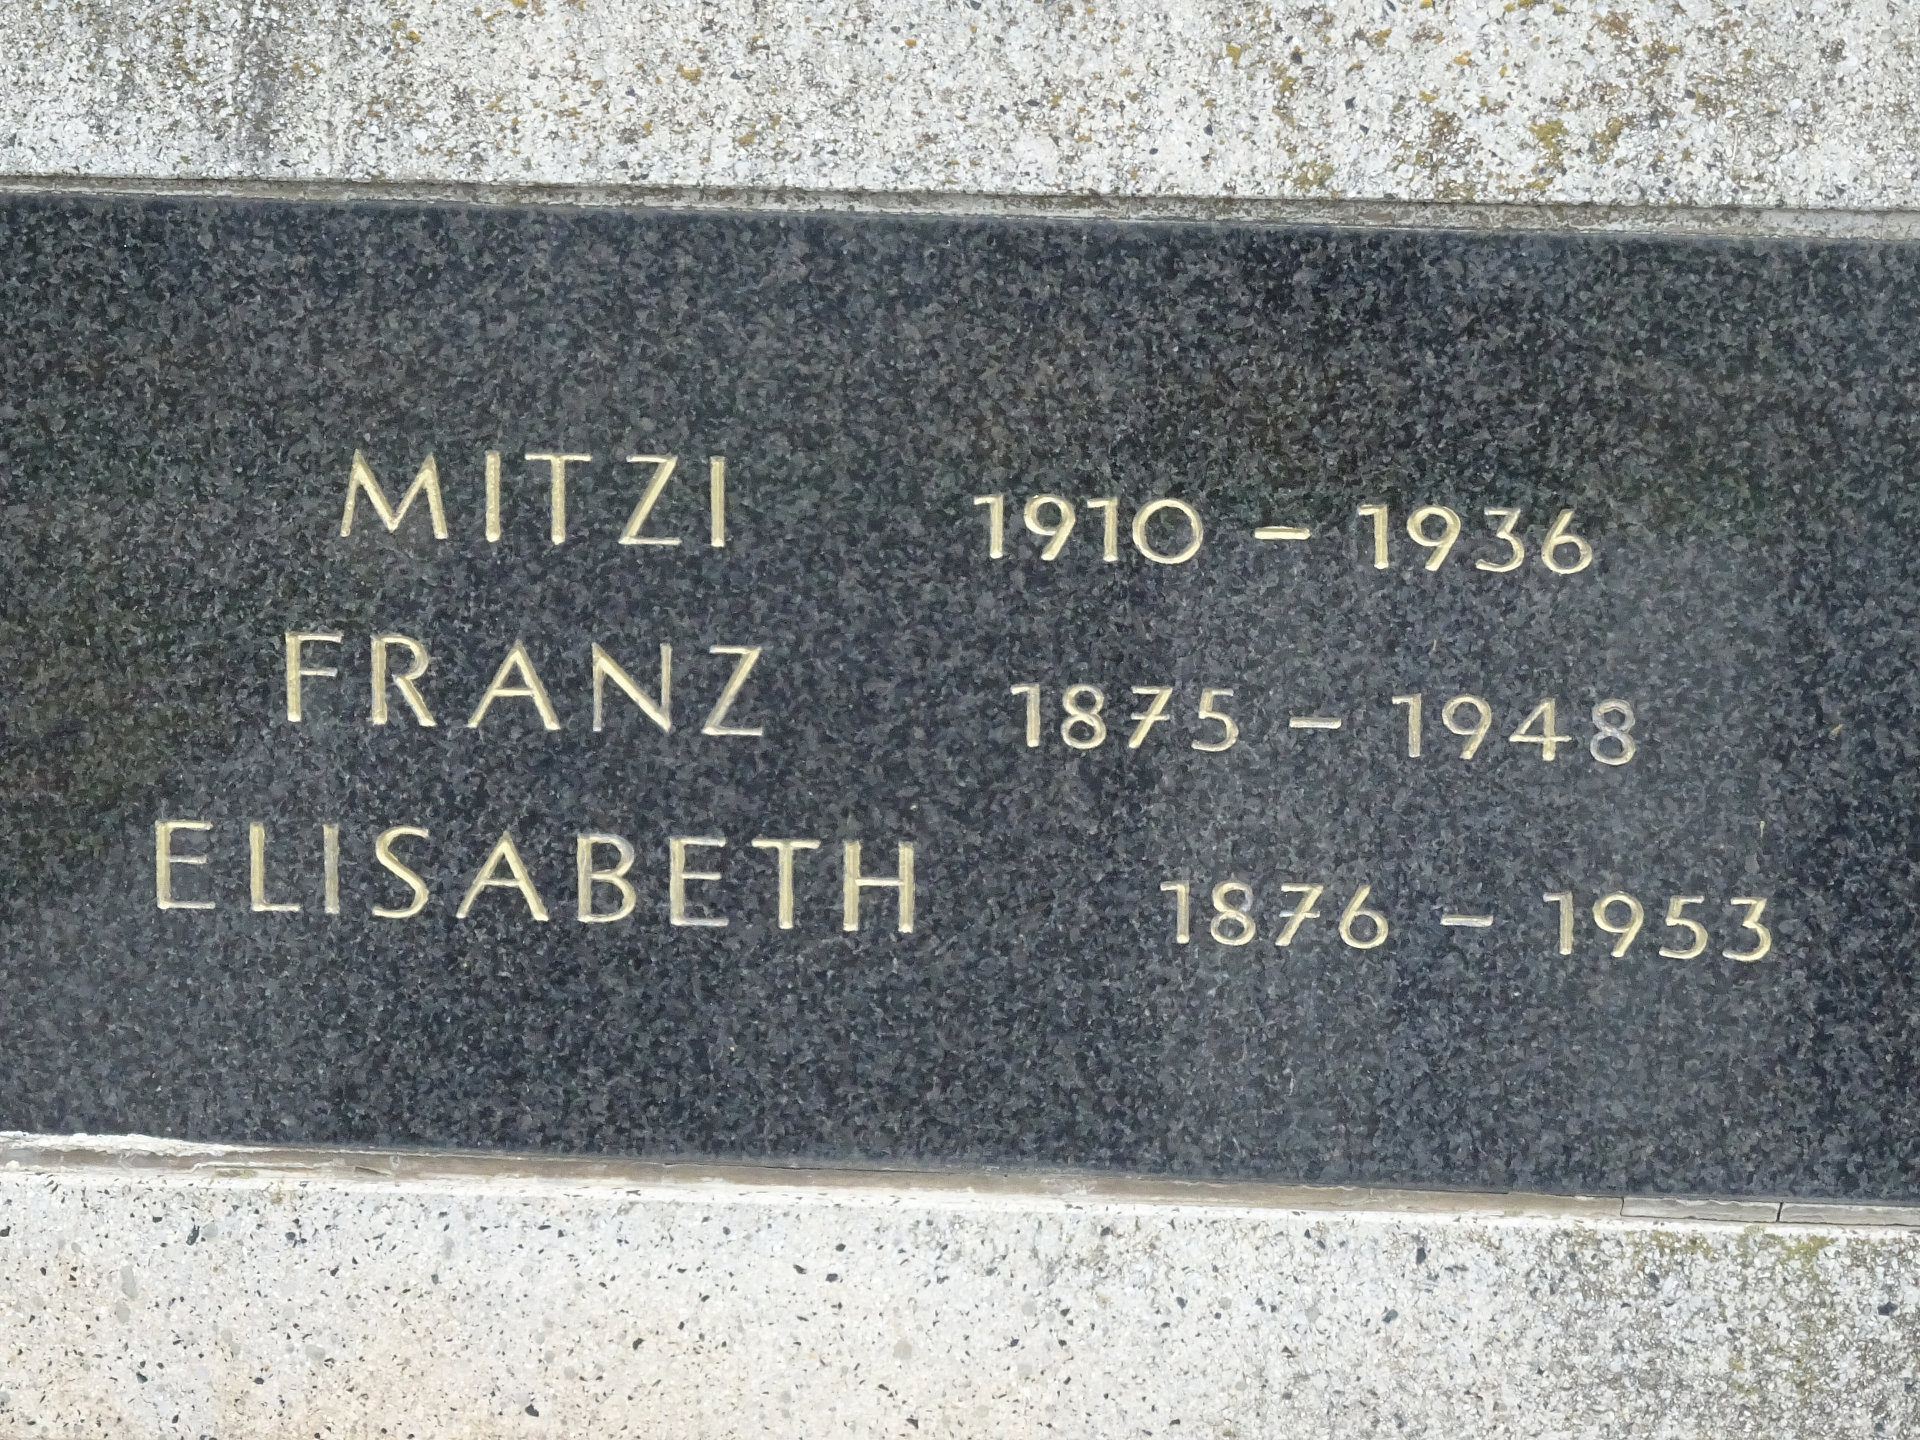 MITZI 1910 – 1936
FRANZ 1875 – 1948
ELISABETH 1876 – 1953